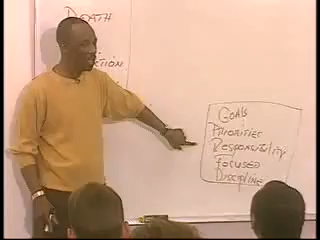 DEATH
GOALS
PRIORITIES
RESPONSIBILITY
FOCUSED
DISCIPLINE